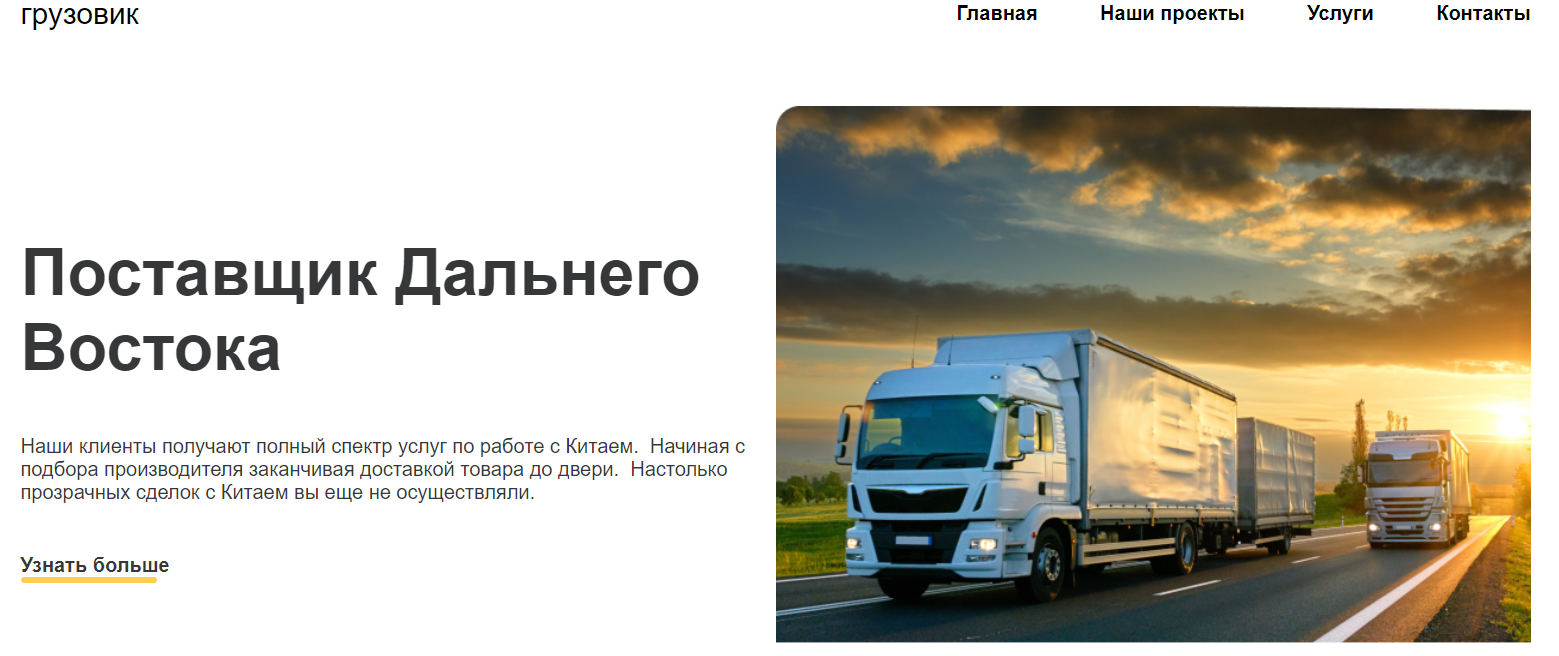 грузовик
Главная
Наши проекты
Услуги
Контакты
Поставщик Дальнего
Востока
Наши клиенты получают полный спектр услуг по работе с Китаем.  Начиная с
подбора производителя заканчивая доставкой товара до двери.  Настолько
прозрачных сделок с Китаем вы еще не осуществляли.
Узнать больше